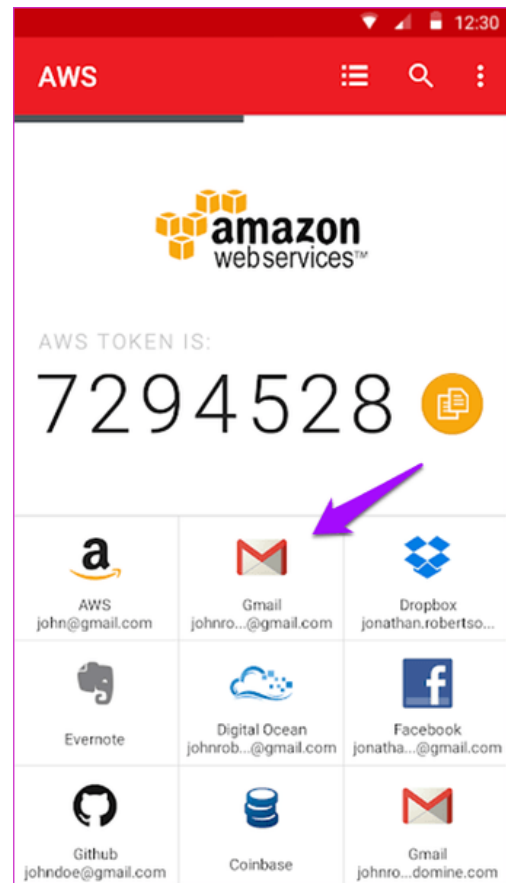 12:30
AWS
amazon
webservices™
AWS TOKEN IS:
7294528
a
AWS
john@gmail.com
Gmail
johnro...@gmail.com
Dropbox
jonathan.robertso...
Evernote
Digital Ocean
johnrob...@gmail.com
f
Facebook
jonatha...@gmail.com
Github
johndoe@gmail.com
Coinbase
Gmail
johnro...domine.com